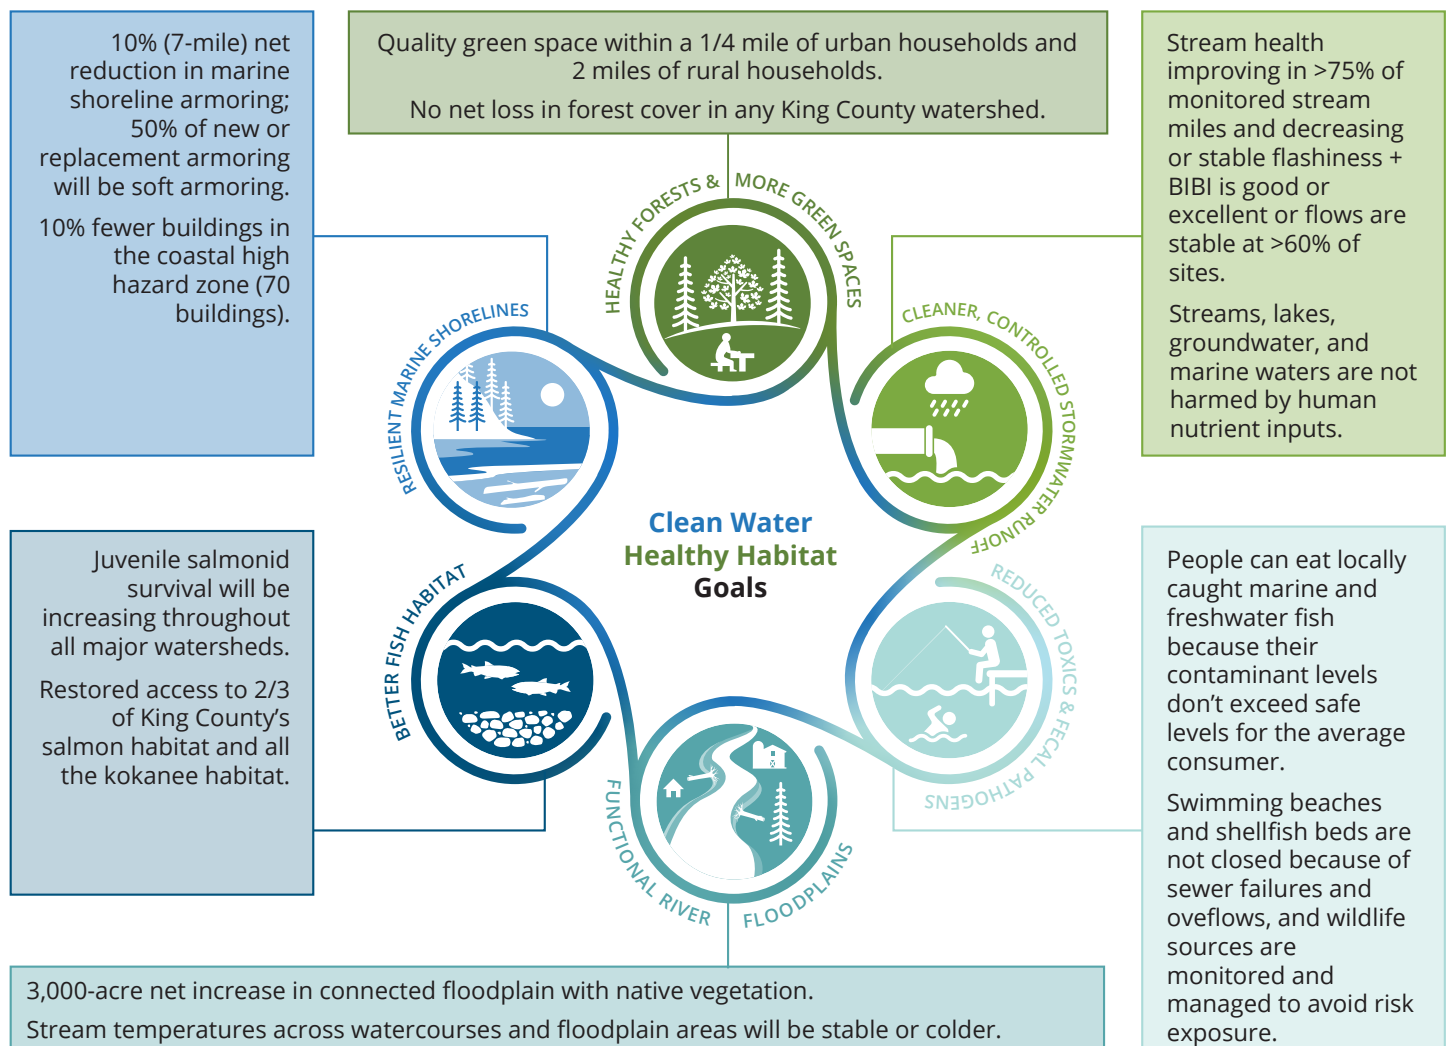 10% (7-mile) net
reduction in marine
shoreline armoring;
50% of new or
replacement armoring
will be soft armoring.
10% fewer buildings in
the coastal high
hazard zone (70
buildings).
Quality green space within a 1/4 mile of urban households and
2 miles of rural households.
No net loss in forest cover in any King County watershed.
Stream health
improving in >75% of
monitored stream
miles and decreasing
or stable flashiness +
BIBI is good or
excellent or flows are
stable at >60% of
sites.
Streams, lakes,
groundwater, and
marine waters are not
harmed by human
nutrient inputs.
HEALTHY FORESTS & MORE GREEN SPACES
RESILIENT MARINE SHORELINES
CLEANER, CONTROLLED STORMWATER RUNOFF
Clean Water
Healthy Habitat
Goals
BETTER FISH HABITAT
REDUCED TOXICS & FECAL PATHOGENS
FUNCTIONAL RIVER FLOODPLAINS
Juvenile salmonid
survival will be
increasing throughout
all major watersheds.
Restored access to 2/3
of King County’s
salmon habitat and all
the kokanee habitat.
People can eat locally
caught marine and
freshwater fish
because their
contaminant levels
don’t exceed safe
levels for the average
consumer.
Swimming beaches
and shellfish beds are
not closed because of
sewer failures and
oveflows, and wildlife
sources are
monitored and
managed to avoid risk
exposure.
3,000-acre net increase in connected floodplain with native vegetation.
Stream temperatures across watercourses and floodplain areas will be stable or colder.